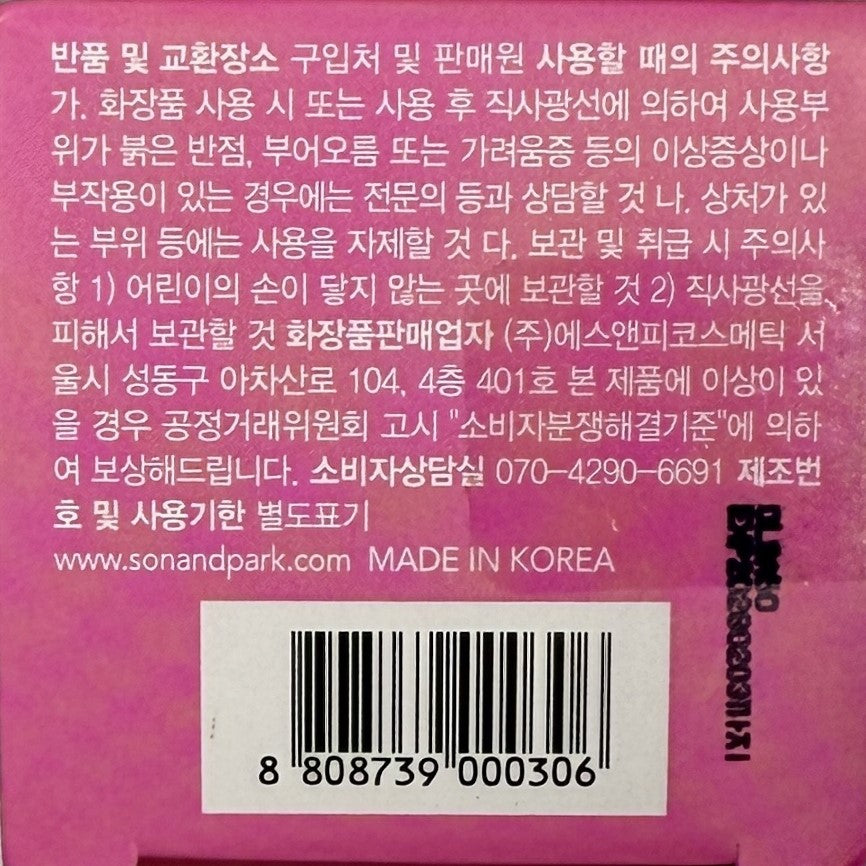 반품 및 교환장소 구입처 및 판매원 사용할 때의 주의사항
가. 화장품 사용 시 또는 사용 후 직사광선에 의하여 사용부
위가 붉은 반점, 부어오름 또는 가려움증 등의 이상증상이나
부작용이 있는 경우에는 전문의 등과 상담할 것 나. 상처가 있
는 부위 등에는 사용을 자제할 것 다. 보관 및 취급 시 주의사
항 1) 어린이의 손이 닿지 않는 곳에 보관할 것 2) 직사광선을
피해서 보관할 것 화장품판매업자 (주)에스앤피코스메틱 서
울시 성동구 아차산로 104, 4층 401호 본 제품에 이상이 있
을 경우 공정거래위원회 고시 "소비자분쟁해결기준"에 의하
여 보상해드립니다. 소비자상담실 070-4290-6691 제조번
호 및 사용기한 별도표기
www.sonandpark.com MADE IN KOREA
8 808739 000306